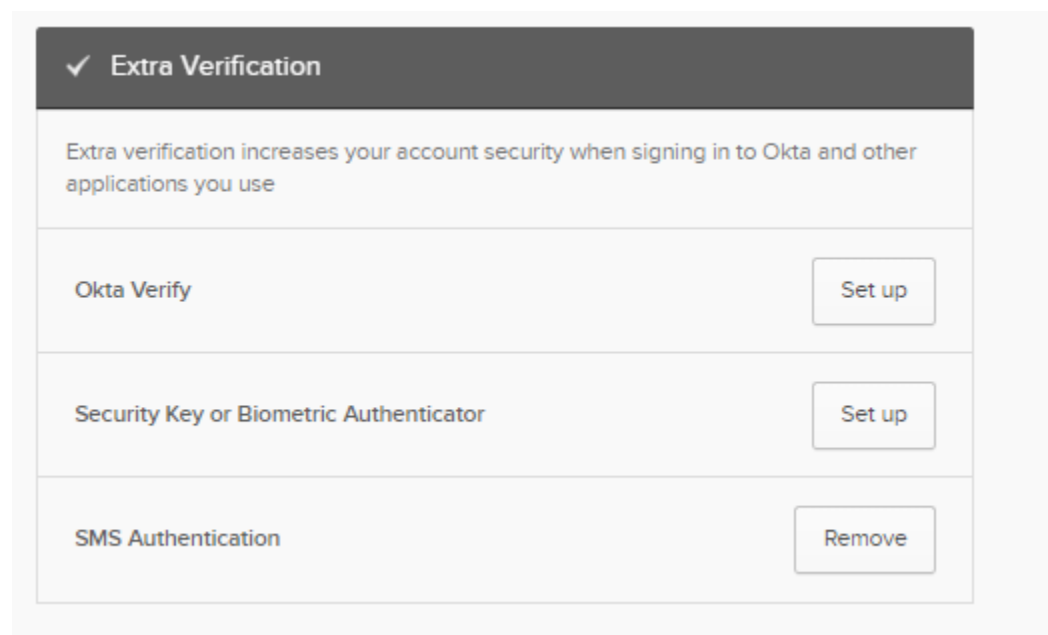 Extra Verification
Extra verification increases your account security when signing in to Okta and other
applications you use
Okta Verify
Set up
Security Key or Biometric Authenticator
Set up
SMS Authentication
Remove